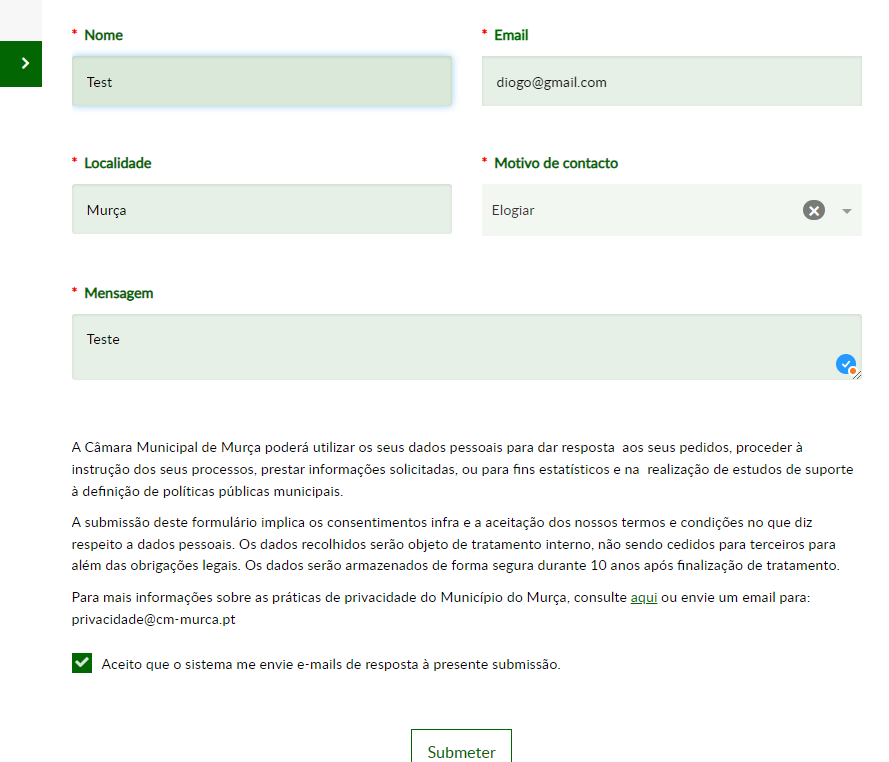 * Nome
* Email
Test
diogo@gmail.com
* Localidade
* Motivo de contacto
Murça
Elogiar
* Mensagem
Teste
A Câmara Municipal de Murça poderá utilizar os seus dados pessoais para dar resposta  aos seus pedidos, proceder à
instrução dos seus processos, prestar informações solicitadas, ou para fins estatísticos e na  realização de estudos de suporte
à definição de políticas públicas municipais.
A submissão deste formulário implica os consentimentos infra e a aceitação dos nossos termos e condições no que diz
respeito a dados pessoais. Os dados recolhidos serão objeto de tratamento interno, não sendo cedidos para terceiros para
além das obrigações legais. Os dados serão armazenados de forma segura durante 10 anos após finalização de tratamento.
Para mais informações sobre as práticas de privacidade do Município do Murça, consulte aqui ou envie um email para:
privacidade@cm-murca.pt
Aceito que o sistema me envie e-mails de resposta à presente submissão.
Submeter